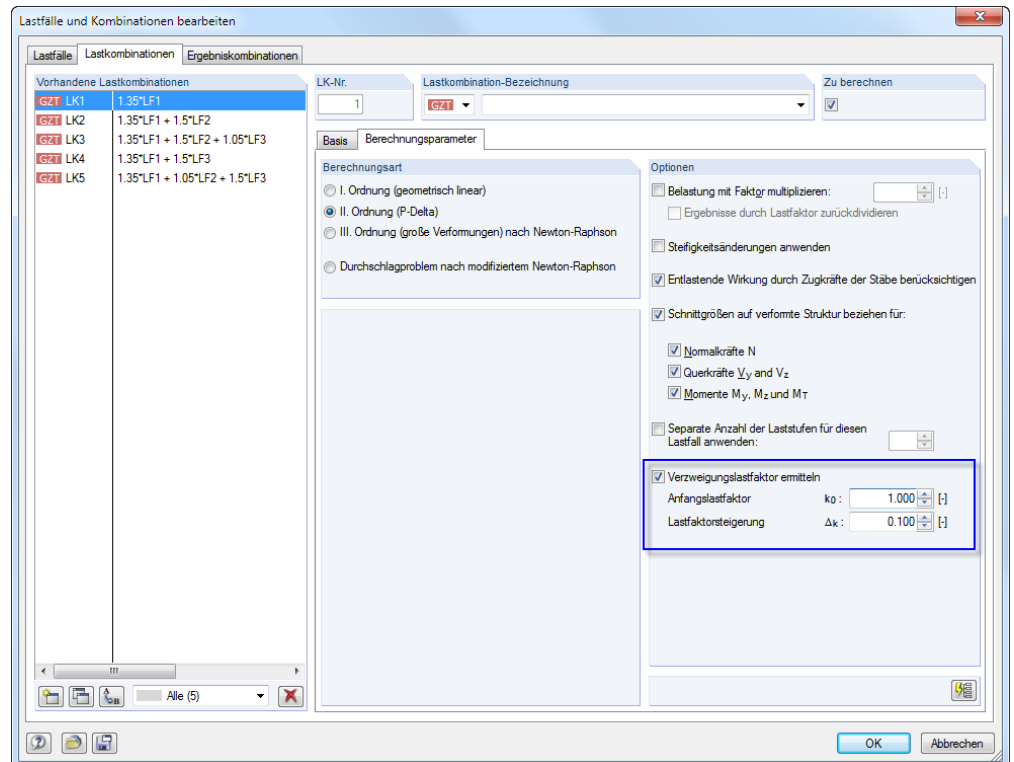 Lastfälle und Kombinationen bearbeiten
Lastfälle Lastkombinationen Ergebniskombinationen
Vorhandene Lastkombinationen
GZT LK1 1.35*LF1
GZT LK2 1.35*LF1 + 1.5*LF2
GZT LK3 1.35*LF1 + 1.5*LF2 + 1.05*LF3
GZT LK4 1.35*LF1 + 1.5*LF3
GZT LK5 1.35*LF1 + 1.05*LF2 + 1.5*LF3
Alle (5)
LK-Nr.
1
Lastkombination-Bezeichnung
GZT
Zu berechnen
Basis Berechnungsparameter
Berechnungsart
I. Ordnung (geometrisch linear)
II. Ordnung (P-Delta)
III. Ordnung (große Verformungen) nach Newton-Raphson
Durchschlagproblem nach modifiziertem Newton-Raphson
Optionen
Belastung mit Faktor multiplizieren: [-]
Ergebnisse durch Lastfaktor zurückdividieren
Steifigkeitsänderungen anwenden
Entlastende Wirkung durch Zugkräfte der Stäbe berücksichtigen
Schnittgrößen auf verformte Struktur beziehen für:
Normalkräfte N
Querkräfte Vy and Vz
Momente My, Mz und MT
Separate Anzahl der Laststufen für diesen
Lastfall anwenden:
Verzweigungslastfaktor ermitteln
Anfangslastfaktor k0 : 1.000 [-]
Lastfaktorsteigerung Δk : 0.100 [-]
OK Abbrechen